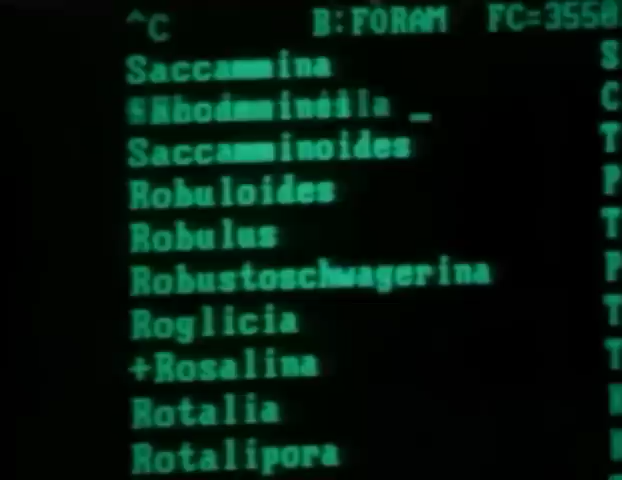 ^C B:FORAM FC=3550
Saccammina
Saccamminoides
Robuloides
Robulus
Robustoschwagerina
Roglicia
+Rosalina
Rotalia
Rotalipora
S
C
T
P
T
P
T
T
R